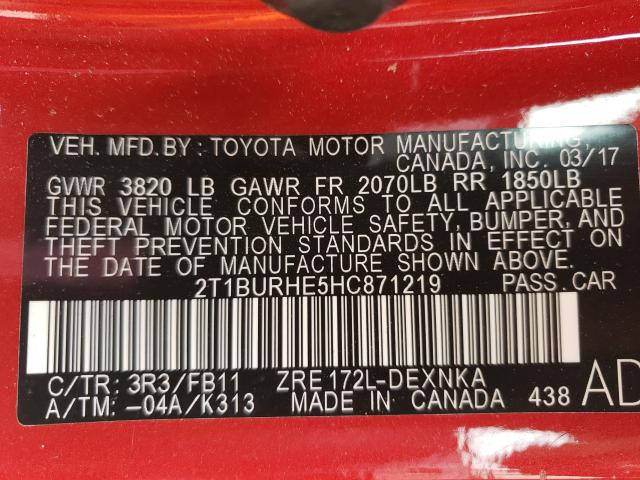 VEH. MFD.BY: TOYOTA MOTOR MANUFACTURING,
CANADA, INC. 03/17
GVWR 3820 LB GAWR FR 2070LB RR 1850LB
THIS VEHICLE CONFORMS TO ALL APPLICABLE
FEDERAL MOTOR VEHICLE SAFETY, BUMPER, AND
THEFT PREVENTION STANDARDS IN EFFECT ON
THE DATE OF MANUFACTURE SHOWN ABOVE.
2T1BURHE5HC871219 PASS.CAR
C/TR: 3R3/FB11 ZRE172L-DEXNKA
A/TM: -04A/K313 MADE IN CANADA 438 AD